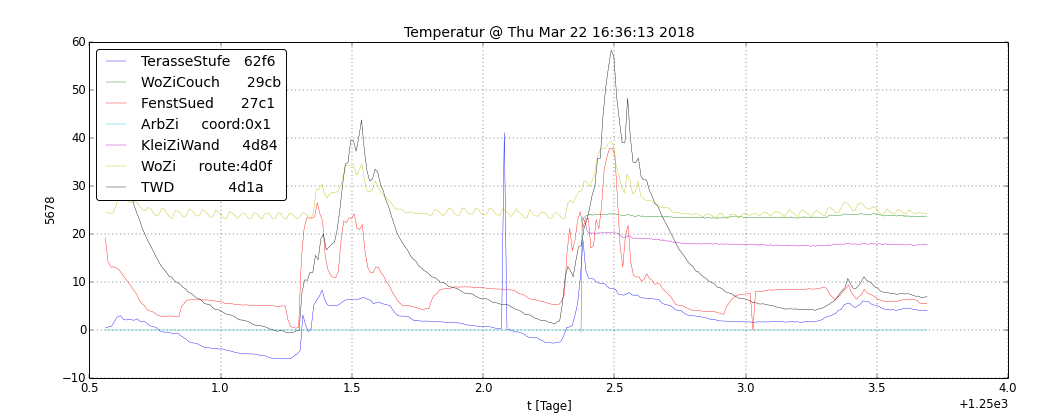 Temperatur @ Thu Mar 22 16:36:13 2018
60
50
40
30
20
10
0
−10
5678
TerasseStufe 62f6
WoZiCouch 29cb
FenstSued 27c1
ArbZi coord:0x1
KleiZiWand 4d84
WoZi route:4d0f
TWD 4d1a
0.5 1.0 1.5 2.0 2.5 3.0 3.5 4.0
t [Tage] +1.25e3